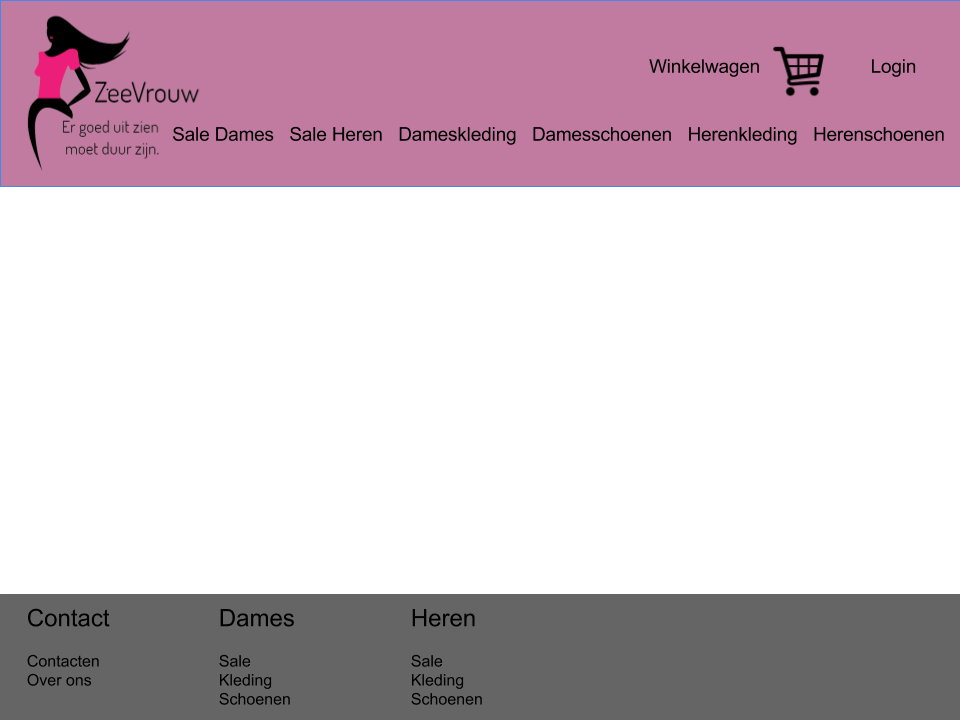 Winkelwagen Login
ZeeVrouw
Er goed uit zien
moet duur zijn.
Sale Dames Sale Heren Dameskleding Damesschoenen Herenkleding Herenschoenen
Contact
Contacten
Over ons
Dames
Sale
Kleding
Schoenen
Heren
Sale
Kleding
Schoenen